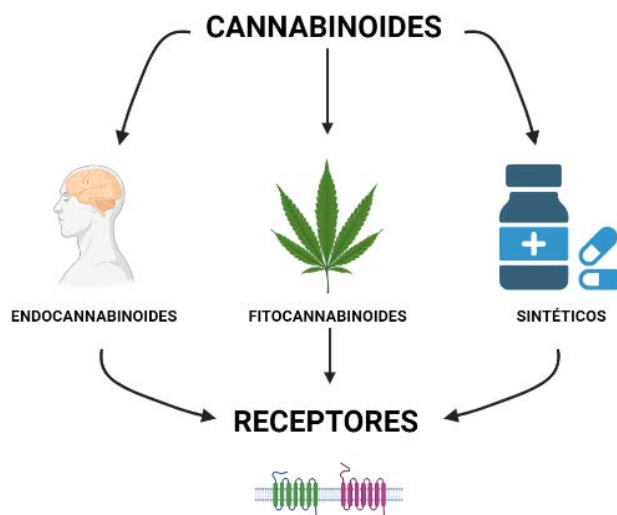 CANNABINOIDES
ENDOCANNABINOIDES
FITOCANNABINOIDES
SINTÉTICOS
RECEPTORES